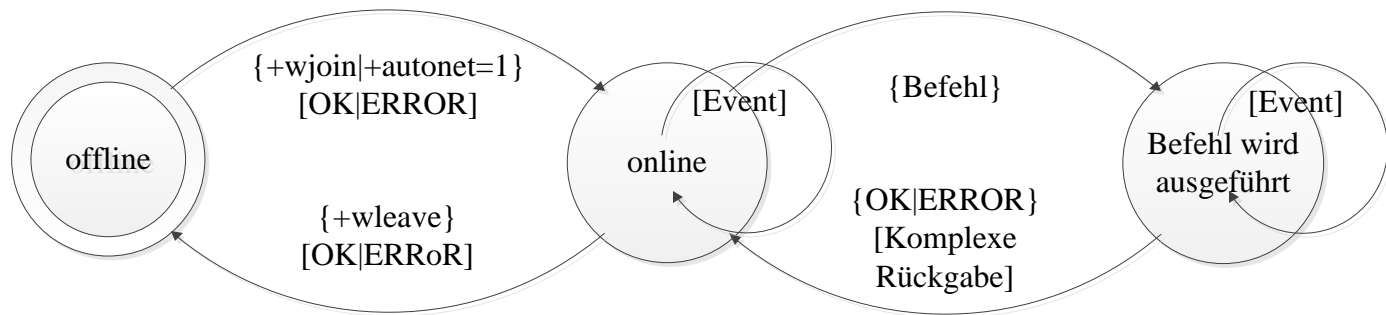 offline
{+wjoin|+autonet=1}
[OK|ERROR]
{+wleave}
[OK|ERRoR]
online
[Event]
{Befehl}
{OK|ERROR}
[Komplexe
Rückgabe]
Befehl wird
ausgeführt
[Event]